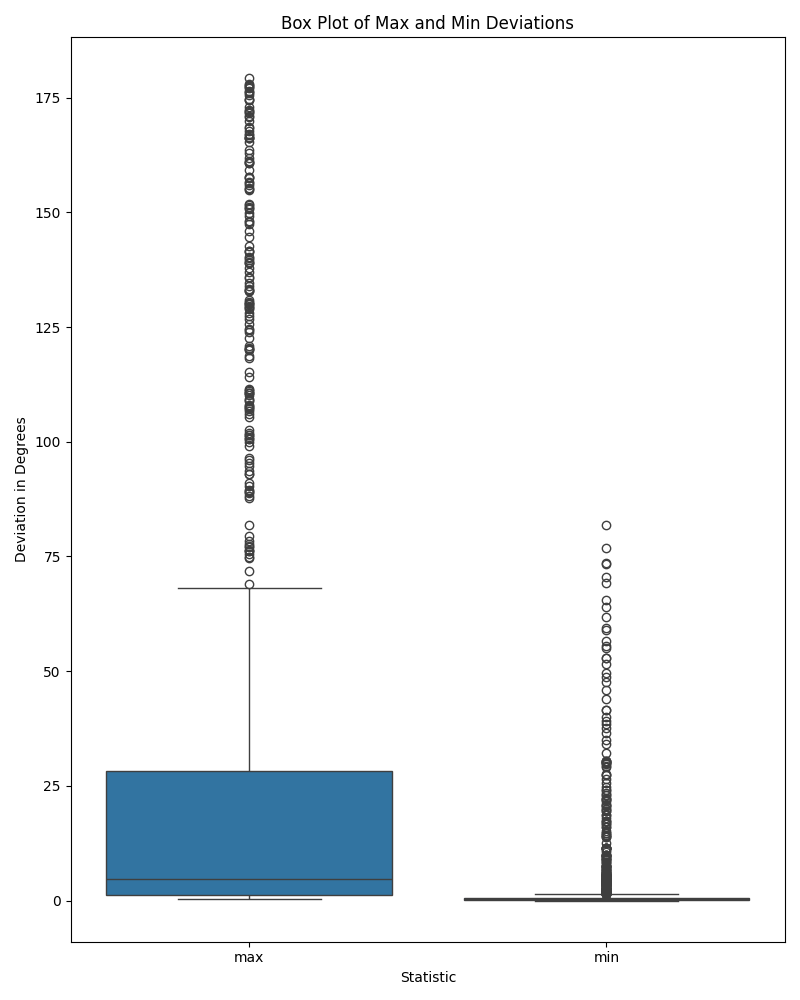 Box Plot of Max and Min Deviations
Deviation in Degrees
175
150
125
100
75
50
25
0
max
min
Statistic